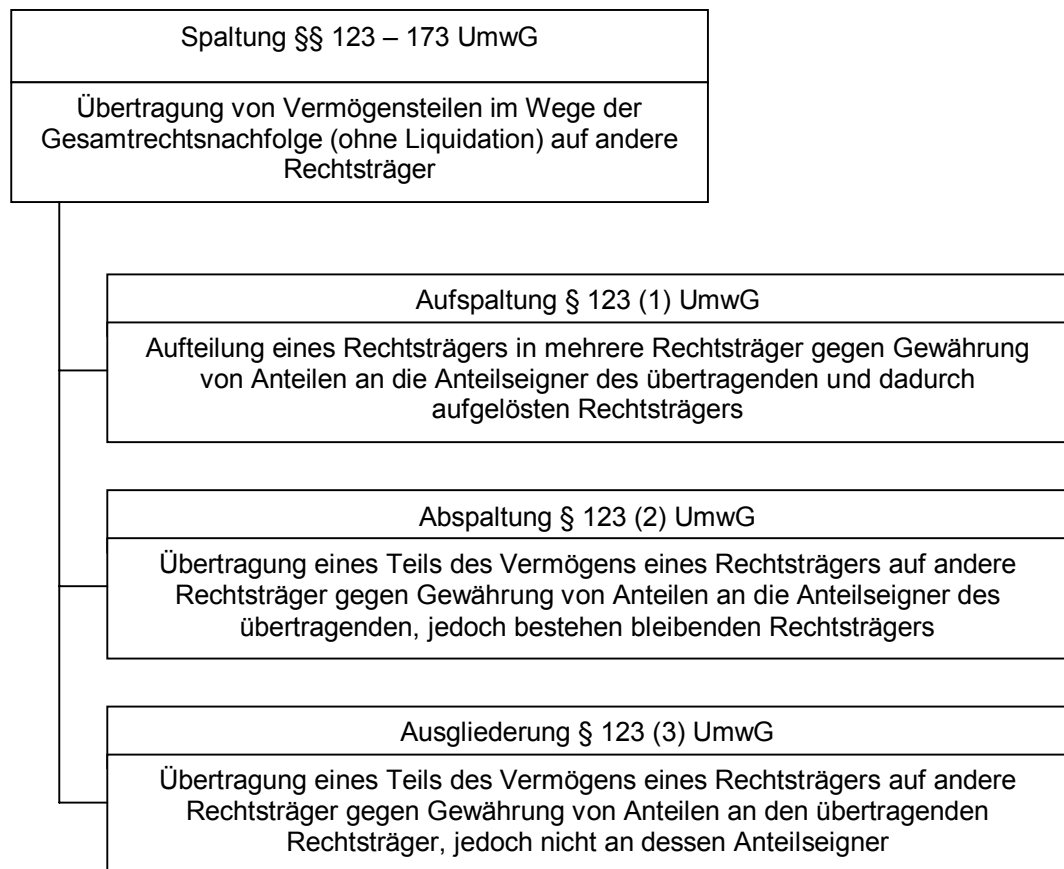 Spaltung §§ 123 – 173 UmwG
Übertragung von Vermögensteilen im Wege der
Gesamtrechtsnachfolge (ohne Liquidation) auf andere
Rechtsträger
Aufspaltung § 123 (1) UmwG
Aufteilung eines Rechtsträgers in mehrere Rechtsträger gegen Gewährung
von Anteilen an die Anteilseigner des übertragenden und dadurch
aufgelösten Rechtsträgers
Abspaltung § 123 (2) UmwG
Übertragung eines Teils des Vermögens eines Rechtsträgers auf andere
Rechtsträger gegen Gewährung von Anteilen an die Anteilseigner des
übertragenden, jedoch bestehen bleibenden Rechtsträgers
Ausgliederung § 123 (3) UmwG
Übertragung eines Teils des Vermögens eines Rechtsträgers auf andere
Rechtsträger gegen Gewährung von Anteilen an den übertragenden
Rechtsträger, jedoch nicht an dessen Anteilseigner